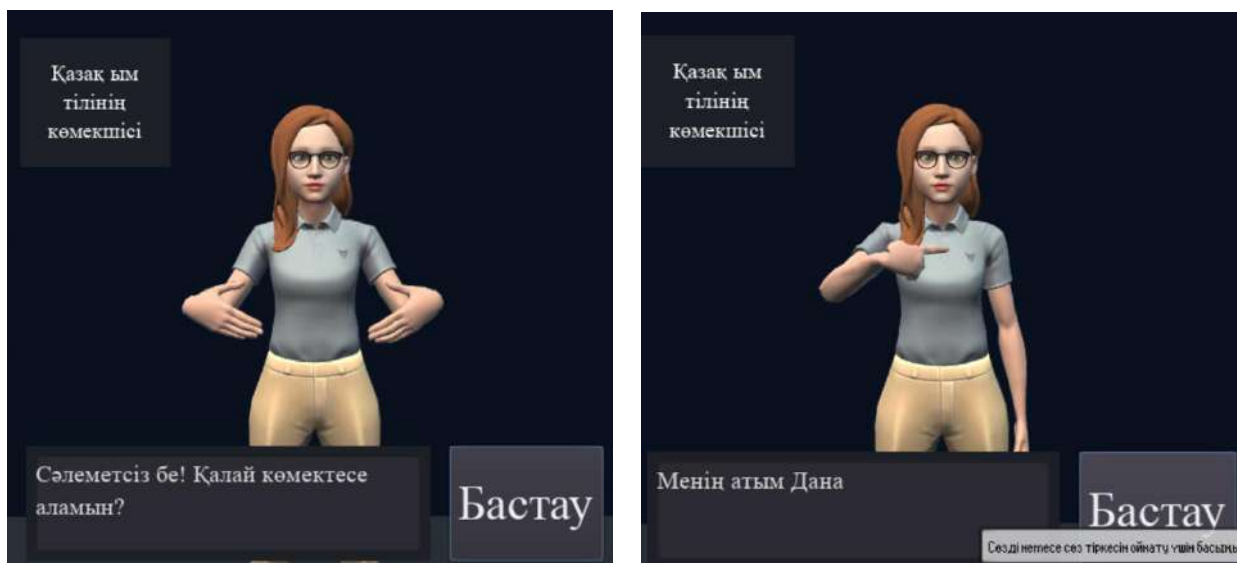 Қазақ ым
тілінің
көмекшісі
Сәлеметсіз бе! Қалай көмектесе
аламын?
Бастау
Қазақ ым
тілінің
көмекшісі
Менің атым Дана
Бастау
Сөзді немесе сөз тіркесін ойнату үшін